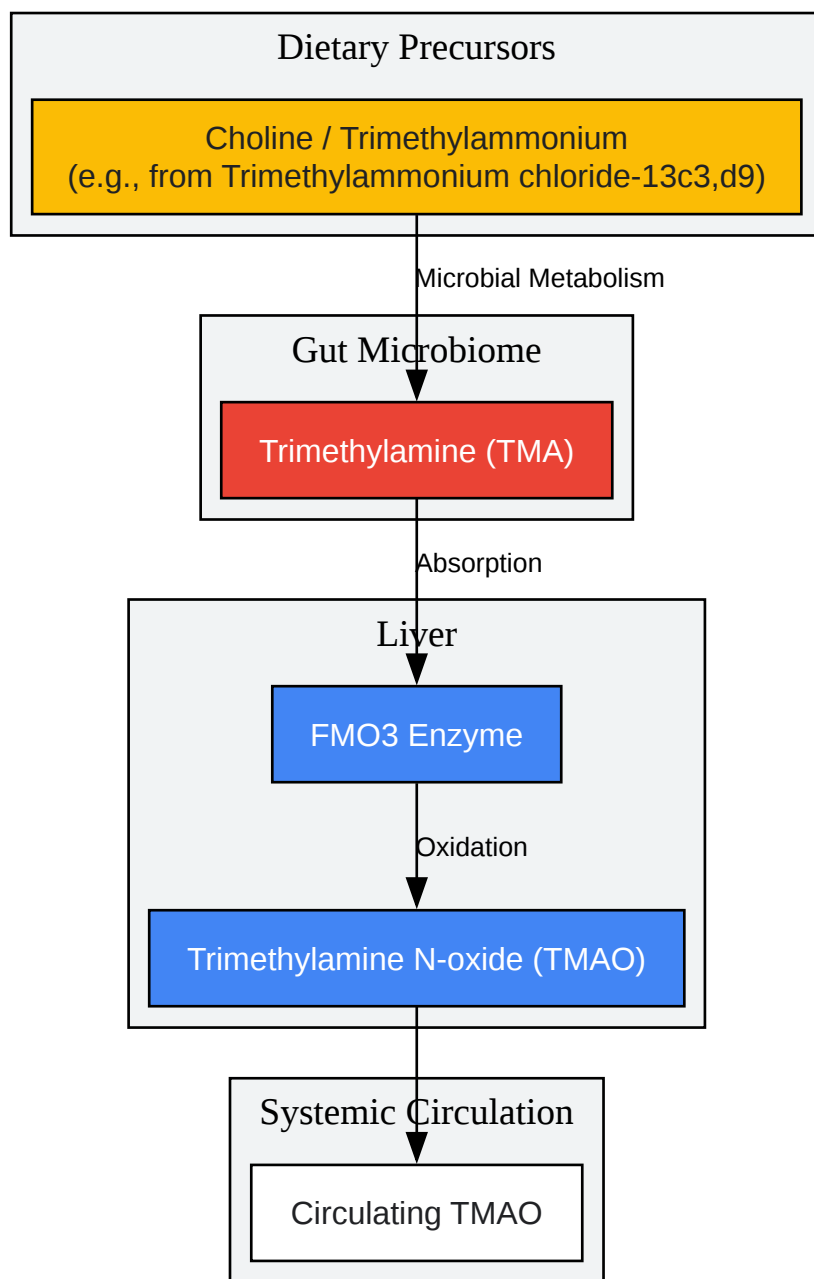 Dietary Precursors
Choline / Trimethylammonium
(e.g., from Trimethylammonium chloride-13c3,d9)
Microbial Metabolism
Gut Microbiome
Trimethylamine (TMA)
Absorption
Liver
FMO3 Enzyme
Oxidation
Trimethylamine N-oxide (TMAO)
Systemic Circulation
Circulating TMAO